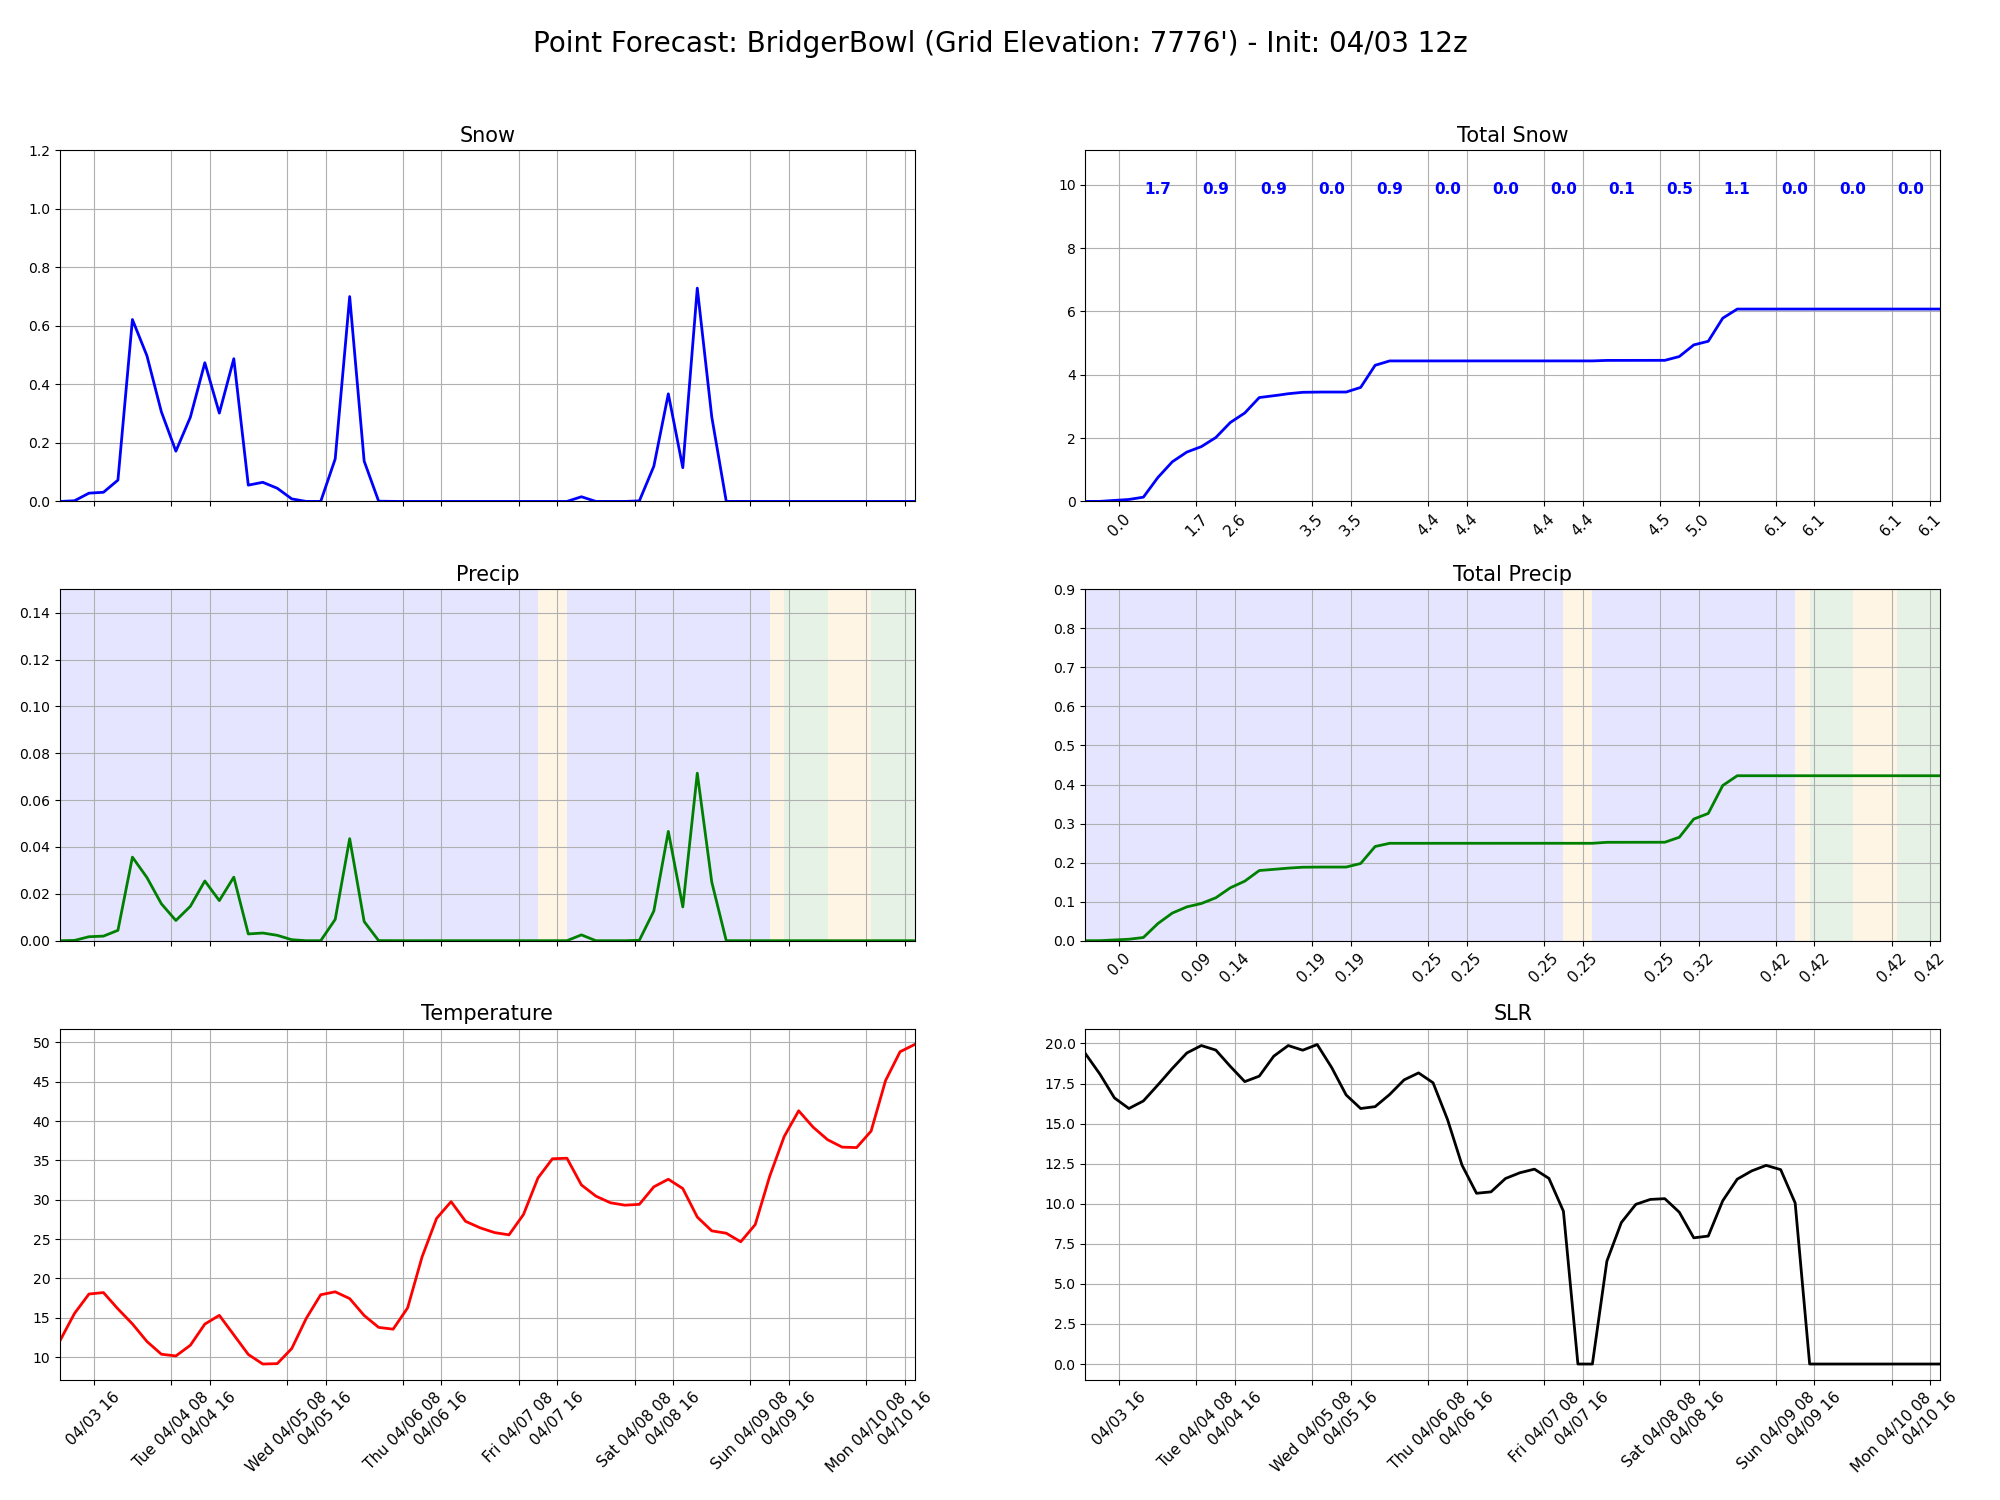 Point Forecast: BridgerBowl (Grid Elevation: 7776') - Init: 04/03 12z
Snow
1.2
1.0
0.8
0.6
0.4
0.2
0.0
Total Snow
10
8
6
4
2
0
1.7 0.9 0.9 0.0 0.9 0.0 0.0 0.0 0.1 0.5 1.1 0.0 0.0 0.0
0.0 1.7 2.6 3.5 3.5 4.4 4.4 4.4 4.4 4.5 5.0 6.1 6.1 6.1 6.1
Precip
0.14
0.12
0.10
0.08
0.06
0.04
0.02
0.00
Total Precip
0.9
0.8
0.7
0.6
0.5
0.4
0.3
0.2
0.1
0.0
0.0 0.09 0.14 0.19 0.19 0.25 0.25 0.25 0.25 0.25 0.32 0.42 0.42 0.42 0.42
Temperature
50
45
40
35
30
25
20
15
10
04/03 16
Tue 04/04 08
04/04 16
Wed 04/05 08
04/05 16
Thu 04/06 08
04/06 16
Fri 04/07 08
04/07 16
Sat 04/08 08
04/08 16
Sun 04/09 08
04/09 16
Mon 04/10 08
04/10 16
SLR
20.0
17.5
15.0
12.5
10.0
7.5
5.0
2.5
0.0
04/03 16
Tue 04/04 08
04/04 16
Wed 04/05 08
04/05 16
Thu 04/06 08
04/06 16
Fri 04/07 08
04/07 16
Sat 04/08 08
04/08 16
Sun 04/09 08
04/09 16
Mon 04/10 08
04/10 16